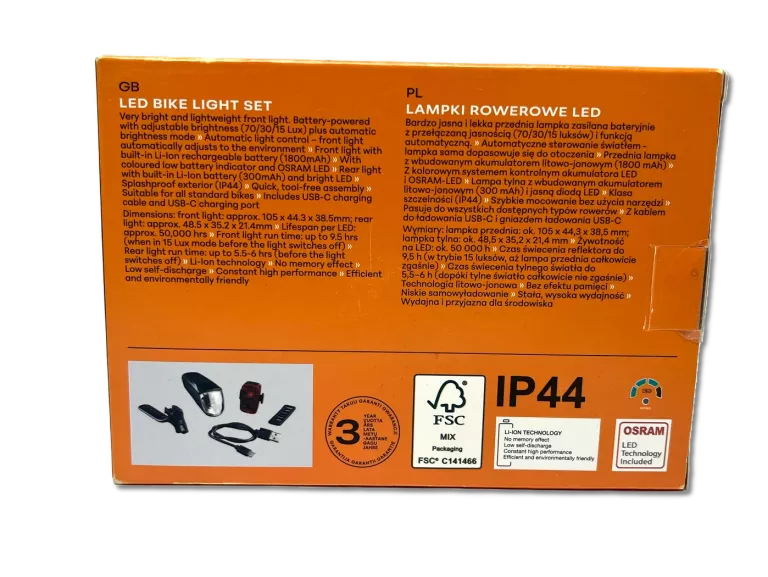 GB
LED BIKE LIGHT SET
Very bright and lightweight front light. Battery-powered
with adjustable brightness (70/30/15 Lux) plus automatic
brightness mode » Automatic light control – front light
automatically adjusts to the environment » Front light with
built-in Li-Ion rechargeable battery (1800mAh) » With
coloured low battery indicator and OSRAM LED » Rear light
with built-in Li-Ion battery (300mAh) and bright LED »
Splashproof exterior (IP44) » Quick, tool-free assembly »
Suitable for all standard bikes » Includes USB-C charging
cable and USB-C charging port
Dimensions: front light: approx. 105 x 44.3 x 38.5mm; rear
light: approx. 48.5 x 35.2 x 21.4mm » Lifespan per LED:
approx. 50,000 hrs » Front light run time: up to 9.5 hrs
(when in 15 Lux mode before the light switches off) »
Rear light run time: up to 5.5-6 hrs (before the light
switches off) » Li-Ion technology » No memory effect »
Low self-discharge » Constant high performance » Efficient
and environmentally friendly
PL
LAMPKI ROWEROWE LED
Bardzo jasna i lekka przednia lampka zasilana bateryjnie
z przełączaną jasnością (70/30/15 luksów) i funkcją
automatyczną. » Automatyczne sterowanie światłem –
lampka sama dopasowuje się do otoczenia » Przednia lampka
z wbudowanym akumulatorem litowo-jonowym (1800 mAh) »
Z kolorowym systemem kontrolnym akumulatora LED
i OSRAM-LED » Lampa tylna z wbudowanym akumulatorem
litowo-jonowym (300 mAh) i jasną diodą LED » Klasa
szczelności (IP44) » Szybkie mocowanie bez użycia narzędzi »
Pasuje do wszystkich dostępnych typów rowerów » Z kablem
do ładowania USB-C i gniazdem ładowania USB-C
Wymiary: lampka przednia: ok. 105 x 44,3 x 38,5 mm;
lampka tylna: ok. 48,5 x 35,2 x 21,4 mm » Żywotność
na LED: ok. 50 000 h » Czas świecenia reflektora do
9,5 h (w trybie 15 luksów, aż lampa przednia całkowicie
zgaśnie) » Czas świecenia tylnego światła do
5,5–6 h (dopóki tylne światło całkowicie nie zgaśnie) »
Technologia litowo-jonowa » Bez efektu pamięci »
Niskie samowyładowanie » Stała, wysoka wydajność »
Wydajna i przyjazna dla środowiska
WARRANTY TAKUU GARANTI GWARANCJA
GARANTIJA GARANTIE
3
YEAR
ZUOTTA
ÅRS
LATA
METŲ
-AASTANE
GADU
JAHRE
FSC
MIX
Packaging
FSC® C141466
IP44
LI-ION TECHNOLOGY
No memory effect
Low self-discharge
Constant high performance
Efficient and environmentally friendly
OSRAM
LED
Technology
Included